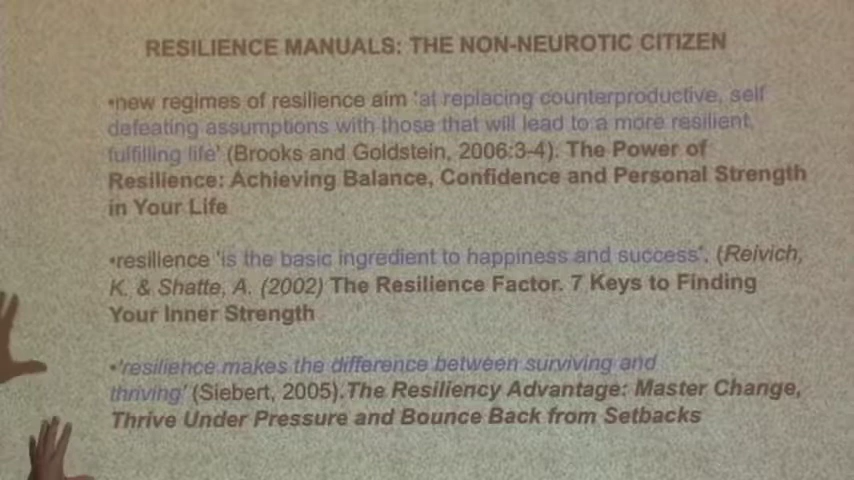 RESILIENCE MANUALS: THE NON-NEUROTIC CITIZEN
•new regimes of resilience aim 'at replacing counterproductive, self
defeating assumptions with those that will lead to a more resilient,
fulfilling life' (Brooks and Goldstein, 2006:3-4). The Power of
Resilience: Achieving Balance, Confidence and Personal Strength
in Your Life
•resilience 'is the basic ingredient to happiness and success'. (Reivich,
K. & Shatte, A. (2002) The Resilience Factor. 7 Keys to Finding
Your Inner Strength
•'resilience makes the difference between surviving and
thriving' (Siebert, 2005).The Resiliency Advantage: Master Change,
Thrive Under Pressure and Bounce Back from Setbacks